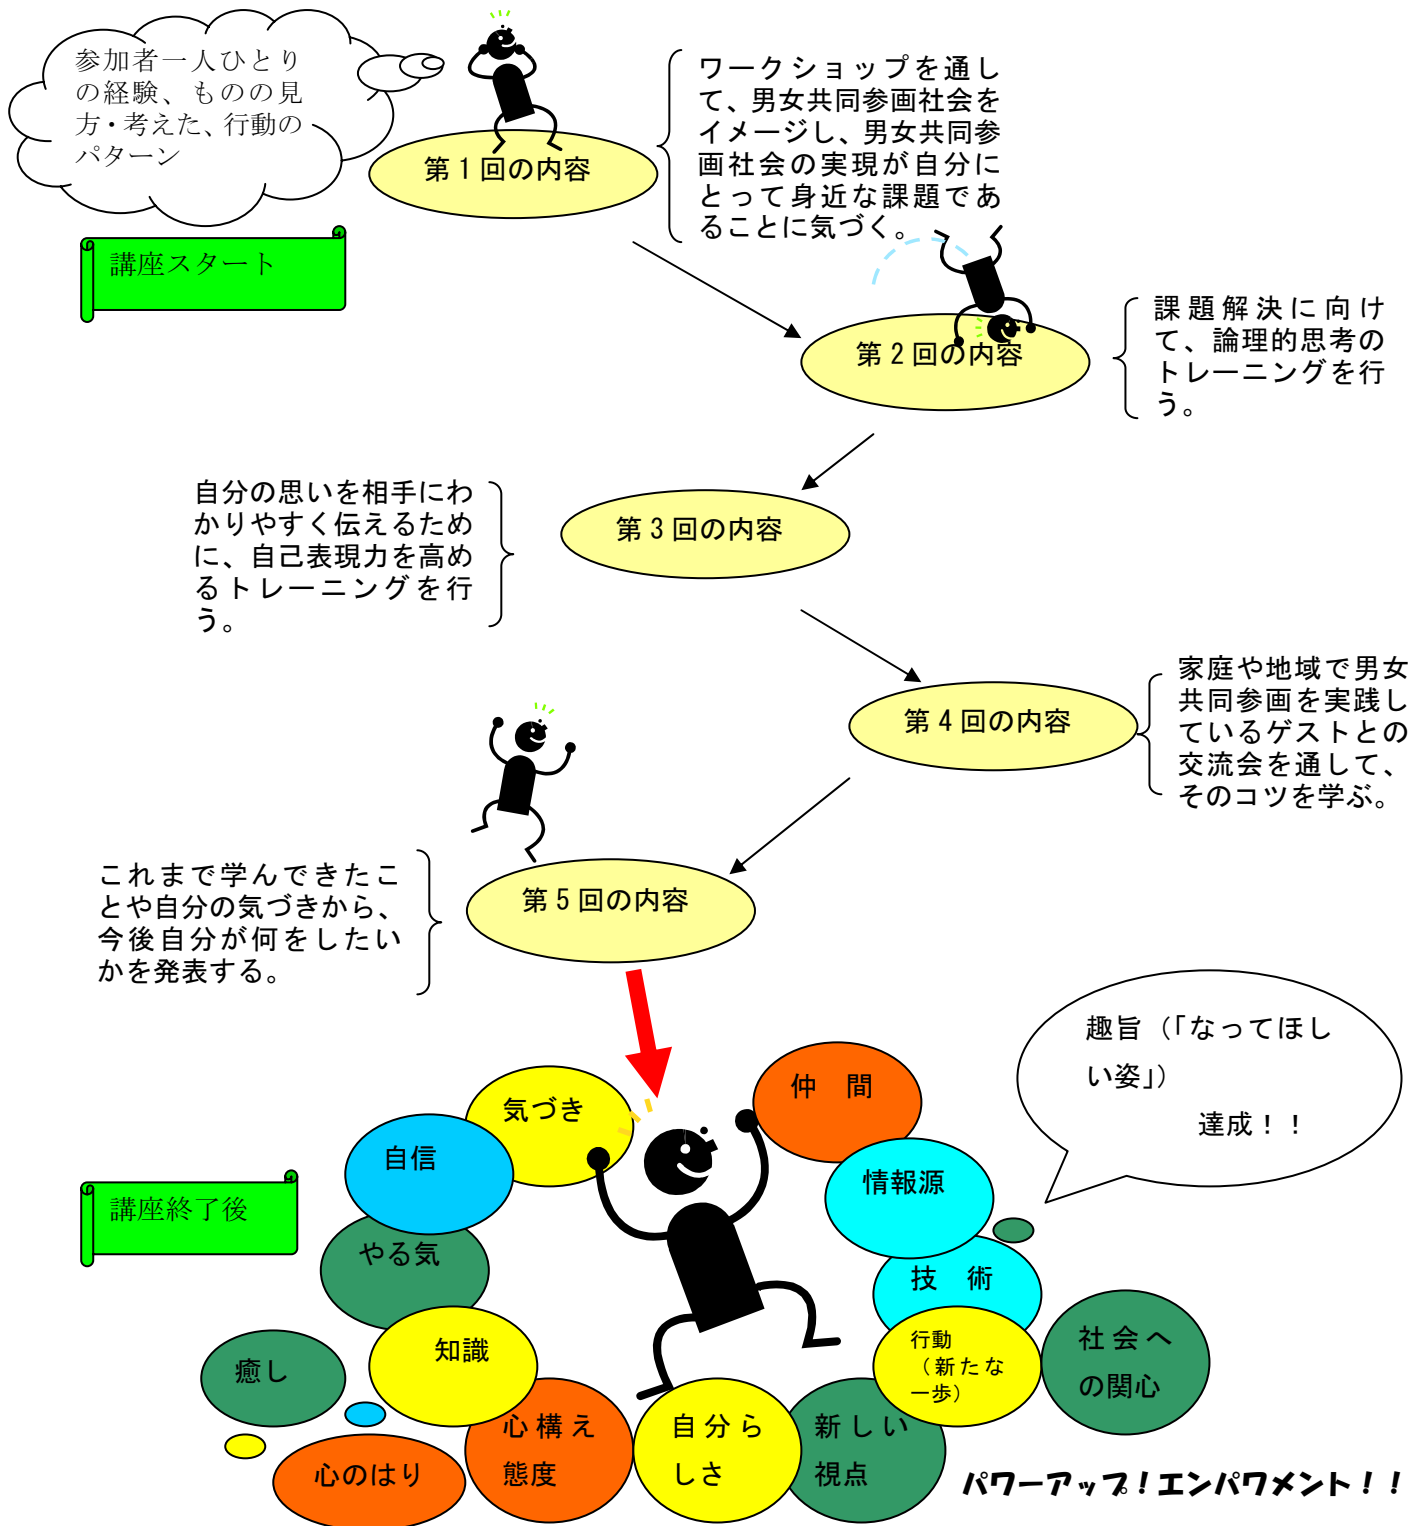 参加者一人ひとり
の経験、ものの見
方・考えた、行動の
パターン
講座スタート
第1回の内容
ワークショップを通し
て、男女共同参画社会を
イメージし、男女共同参
画社会の実現が自分に
とって身近な課題であ
ることに気づく。
第2回の内容
課題解決に向け
て、論理的思考の
トレーニングを行
う。
自分の思いを相手にわ
かりやすく伝えるため
に、自己表現力を高め
るトレーニングを行
う。
第3回の内容
第4回の内容
家庭や地域で男女
共同参画を実践し
ているゲストとの
交流会を通して、
そのコツを学ぶ。
これまで学んできたこ
とや自分の気づきから、
今後自分が何をしたい
かを発表する。
第5回の内容
趣旨(「なってほし
い姿」)
達成!!
講座終了後
気づき
自信
やる気
知識
癒し
心のはり
心構え
態度
自分ら
しさ
新しい
視点
行動
(新たな
一歩)
社会へ
の関心
技 術
情報源
仲 間
パワーアップ!エンパワメント!!